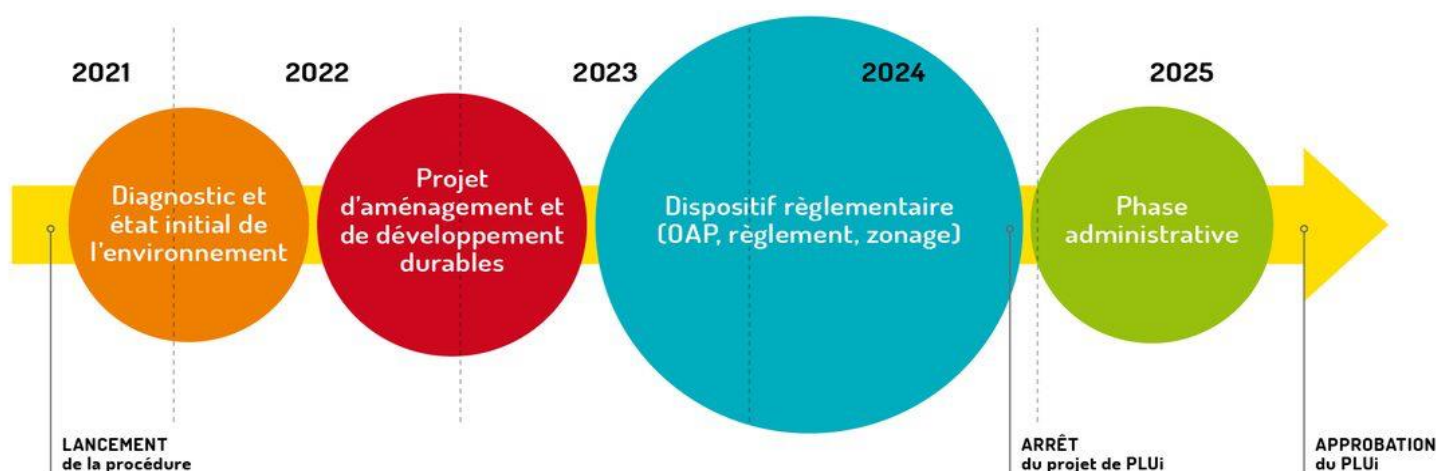 2021
2022
2023
2024
2025
Diagnostic et
état initial de
l'environnement
Projet
d'aménagement et
de développement
durables
Dispositif règlementaire
(OAP, règlement, zonage)
Phase
administrative
LANCEMENT
de la procédure
ARRÊT
du projet de PLUi
APPROBATION
du PLUi